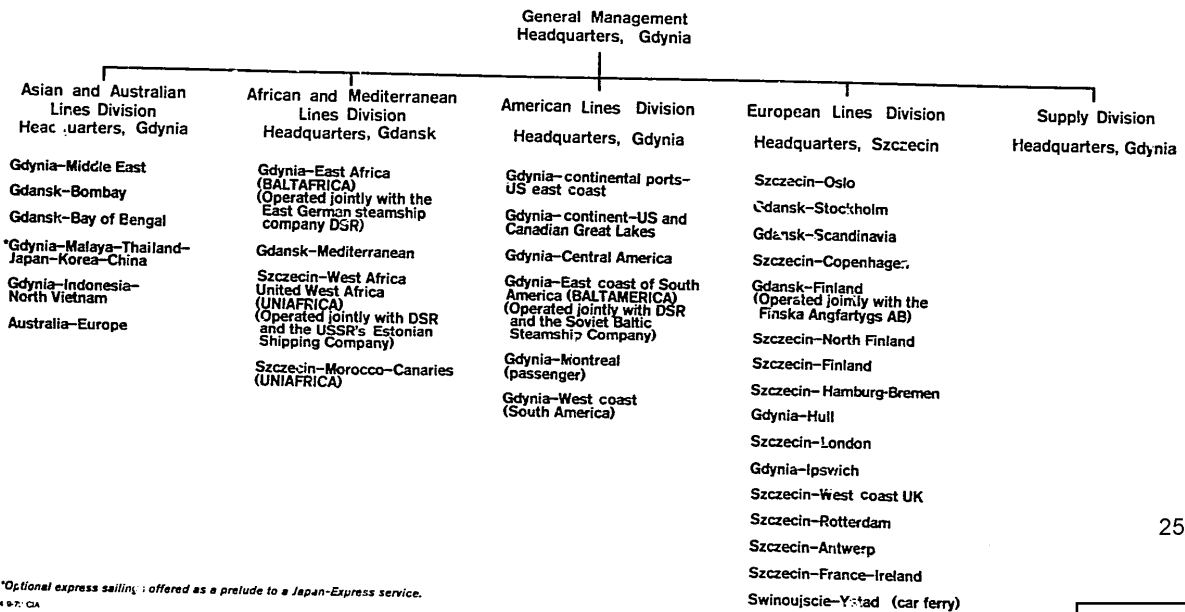 General Management
Headquarters, Gdynia
Asian and Australian
Lines Division
Headquarters, Gdynia
Gdynia–Middle East
Gdansk–Bombay
Gdansk–Bay of Bengal
*Gdynia–Malaya–Thailand–
Japan–Korea–China
Gdynia–Indonesia–
North Vietnam
Australia–Europe
African and Mediterranean
Lines Division
Headquarters, Gdansk
Gdynia–East Africa
(BALTAFRICA)
(Operated jointly with the
East German steamship
company DSR)
Gdansk–Mediterranean
Szczecin–West Africa
United West Africa
(UNIAFRICA)
(Operated jointly with DSR
and the USSR's Estonian
Shipping Company)
Szczecin–Morocco–Canaries
(UNIAFRICA)
American Lines Division
Headquarters, Gdynia
Gdynia–continental ports–
US east coast
Gdynia–continent–US and
Canadian Great Lakes
Gdynia–Central America
Gdynia–East coast of South
America (BALTAMERICA)
(Operated jointly with DSR
and the Soviet Baltic
Steamship Company)
Gdynia–Montreal
(passenger)
Gdynia–West coast
(South America)
European Lines Division
Headquarters, Szczecin
Szczecin–Oslo
Gdansk–Stockholm
Gdansk–Scandinavia
Szczecin–Copenhagen
Gdansk–Finland
(Operated jointly with the
Finska Angfartygs AB)
Szczecin–North Finland
Szczecin–Finland
Szczecin–Hamburg-Bremen
Gdynia–Hull
Szczecin–London
Gdynia–Ipswich
Szczecin–West coast UK
Szczecin–Rotterdam
Szczecin–Antwerp
Szczecin–France–Ireland
Swinoujscie–Ystad (car ferry)
Supply Division
Headquarters, Gdynia
25
*Optional express sailing offered as a prelude to a Japan-Express service.
CIA